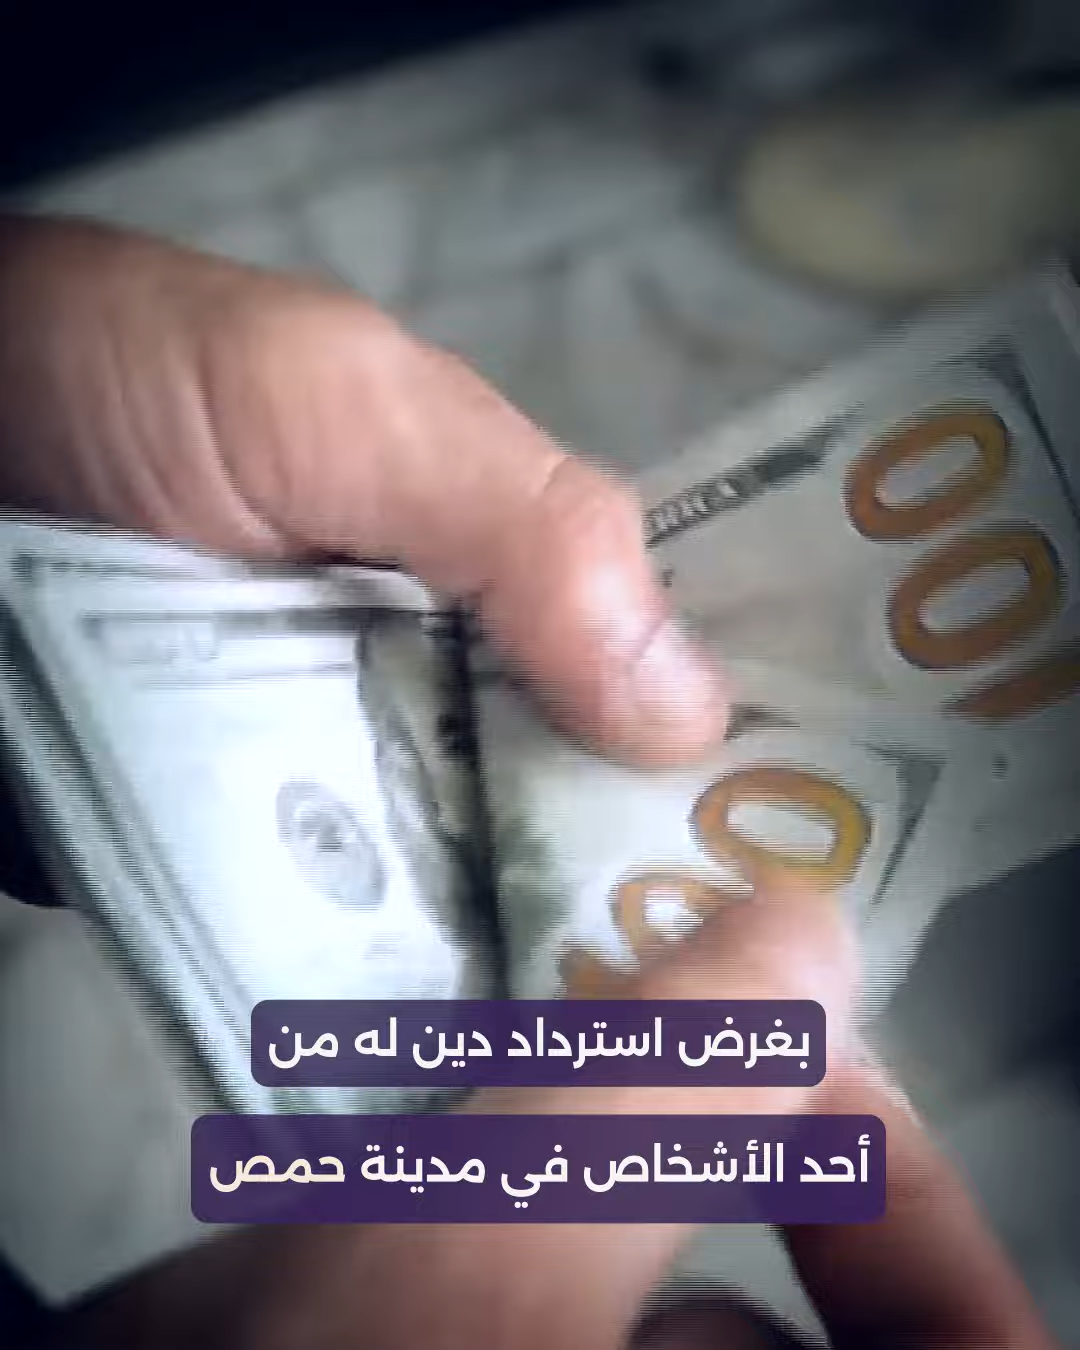 بغرض استرداد دين له من
أحد الأشخاص في مدينة حمص